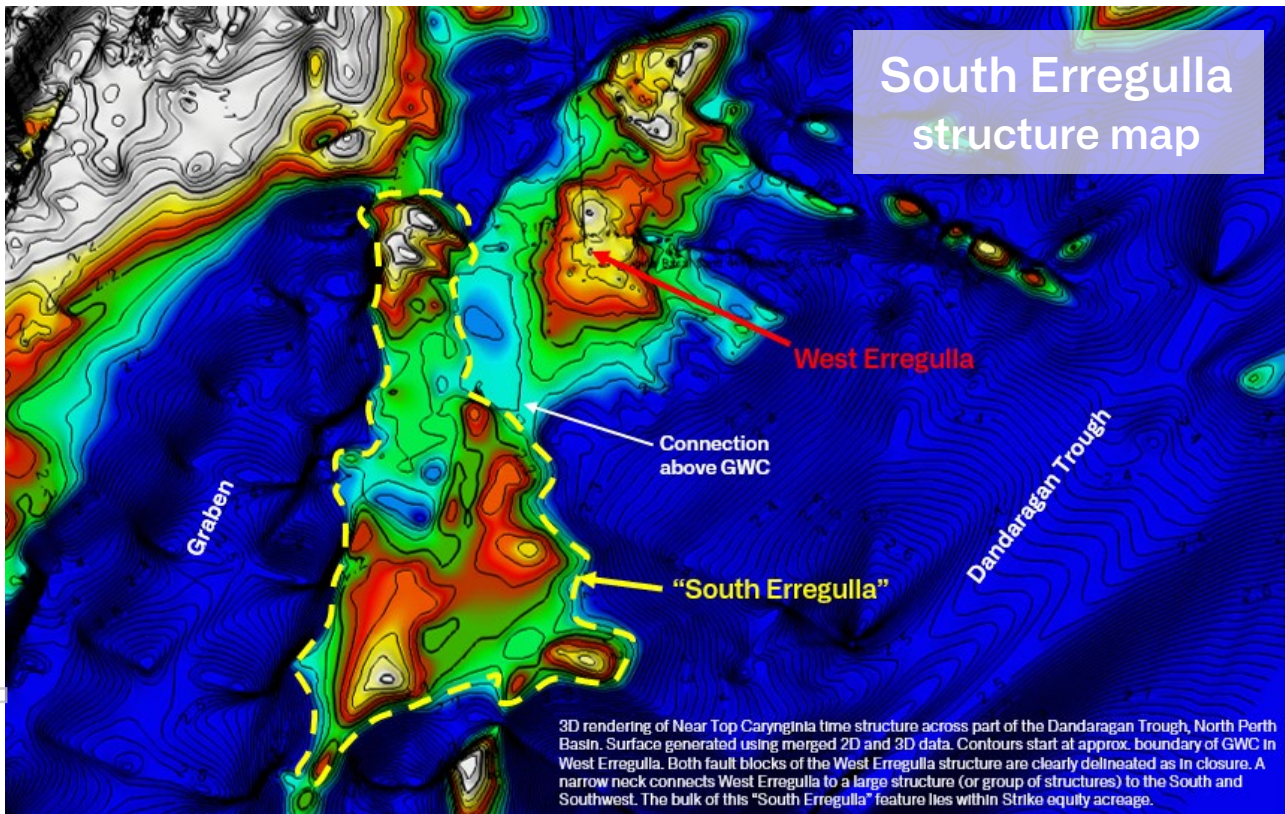 South Erregulla
structure map
West Erregulla
Connection
above GWC
Graben
Dandaragan Trough
“South Erregulla”
3D rendering of Near Top Carynginia time structure across part of the Dandaragan Trough, North Perth
Basin. Surface generated using merged 2D and 3D data. Contours start at approx. boundary of GWC in
West Erregulla. Both fault blocks of the West Erregulla structure are clearly delineated as in closure. A
narrow neck connects West Erregulla to a large structure (or group of structures) to the South and
Southwest. The bulk of this “South Erregulla” feature lies within Strike equity acreage.